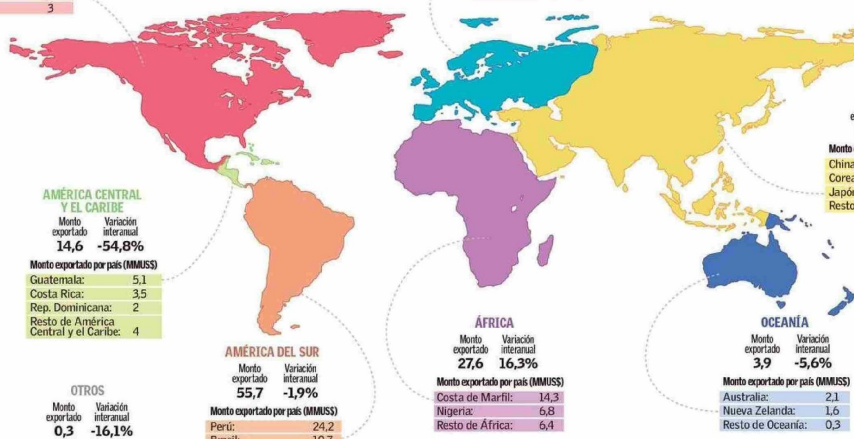 3
AMÉRICA CENTRAL
Y EL CARIBE
Monto exportado Variación interanual
14,6 -54,8%
Monto exportado por país (MMUS$)
Guatemala: 5,1
Costa Rica: 3,5
Rep. Dominicana: 2
Resto de América
Central y el Caribe: 4
OTROS
Monto exportado Variación interanual
0,3 -16,1%
AMÉRICA DEL SUR
Monto exportado Variación interanual
55,7 -1,9%
Monto exportado por país (MMUS$)
Perú: 24,2
ÁFRICA
Monto exportado Variación interanual
27,6 16,3%
Monto exportado por país (MMUS$)
Costa de Marfil: 14,3
Nigeria: 6,8
Resto de África: 6,4
OCEANÍA
Monto exportado Variación interanual
3,9 -5,6%
Monto exportado por país (MMUS$)
Australia: 2,1
Nueva Zelanda: 1,6
Resto de Oceanía: 0,3
e
Monto
China
Corea
Japón
Resto